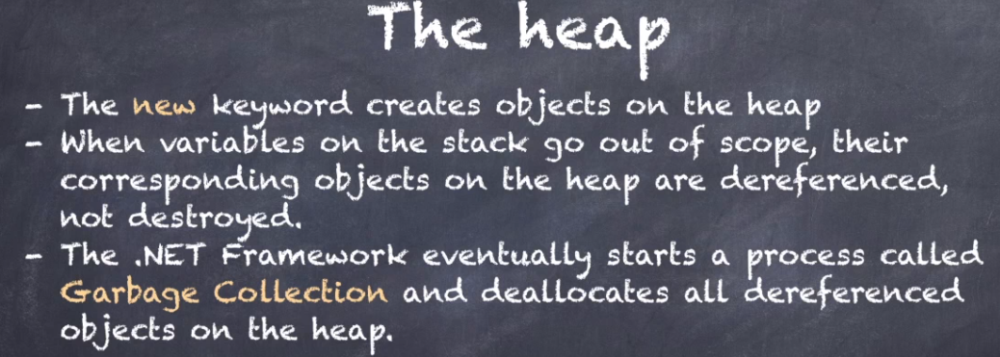 The heap
- The new keyword creates objects on the heap
- When variables on the stack go out of scope, their
corresponding objects on the heap are dereferenced,
not destroyed.
- The .NET Framework eventually starts a process called
Garbage Collection and deallocates all dereferenced
objects on the heap.